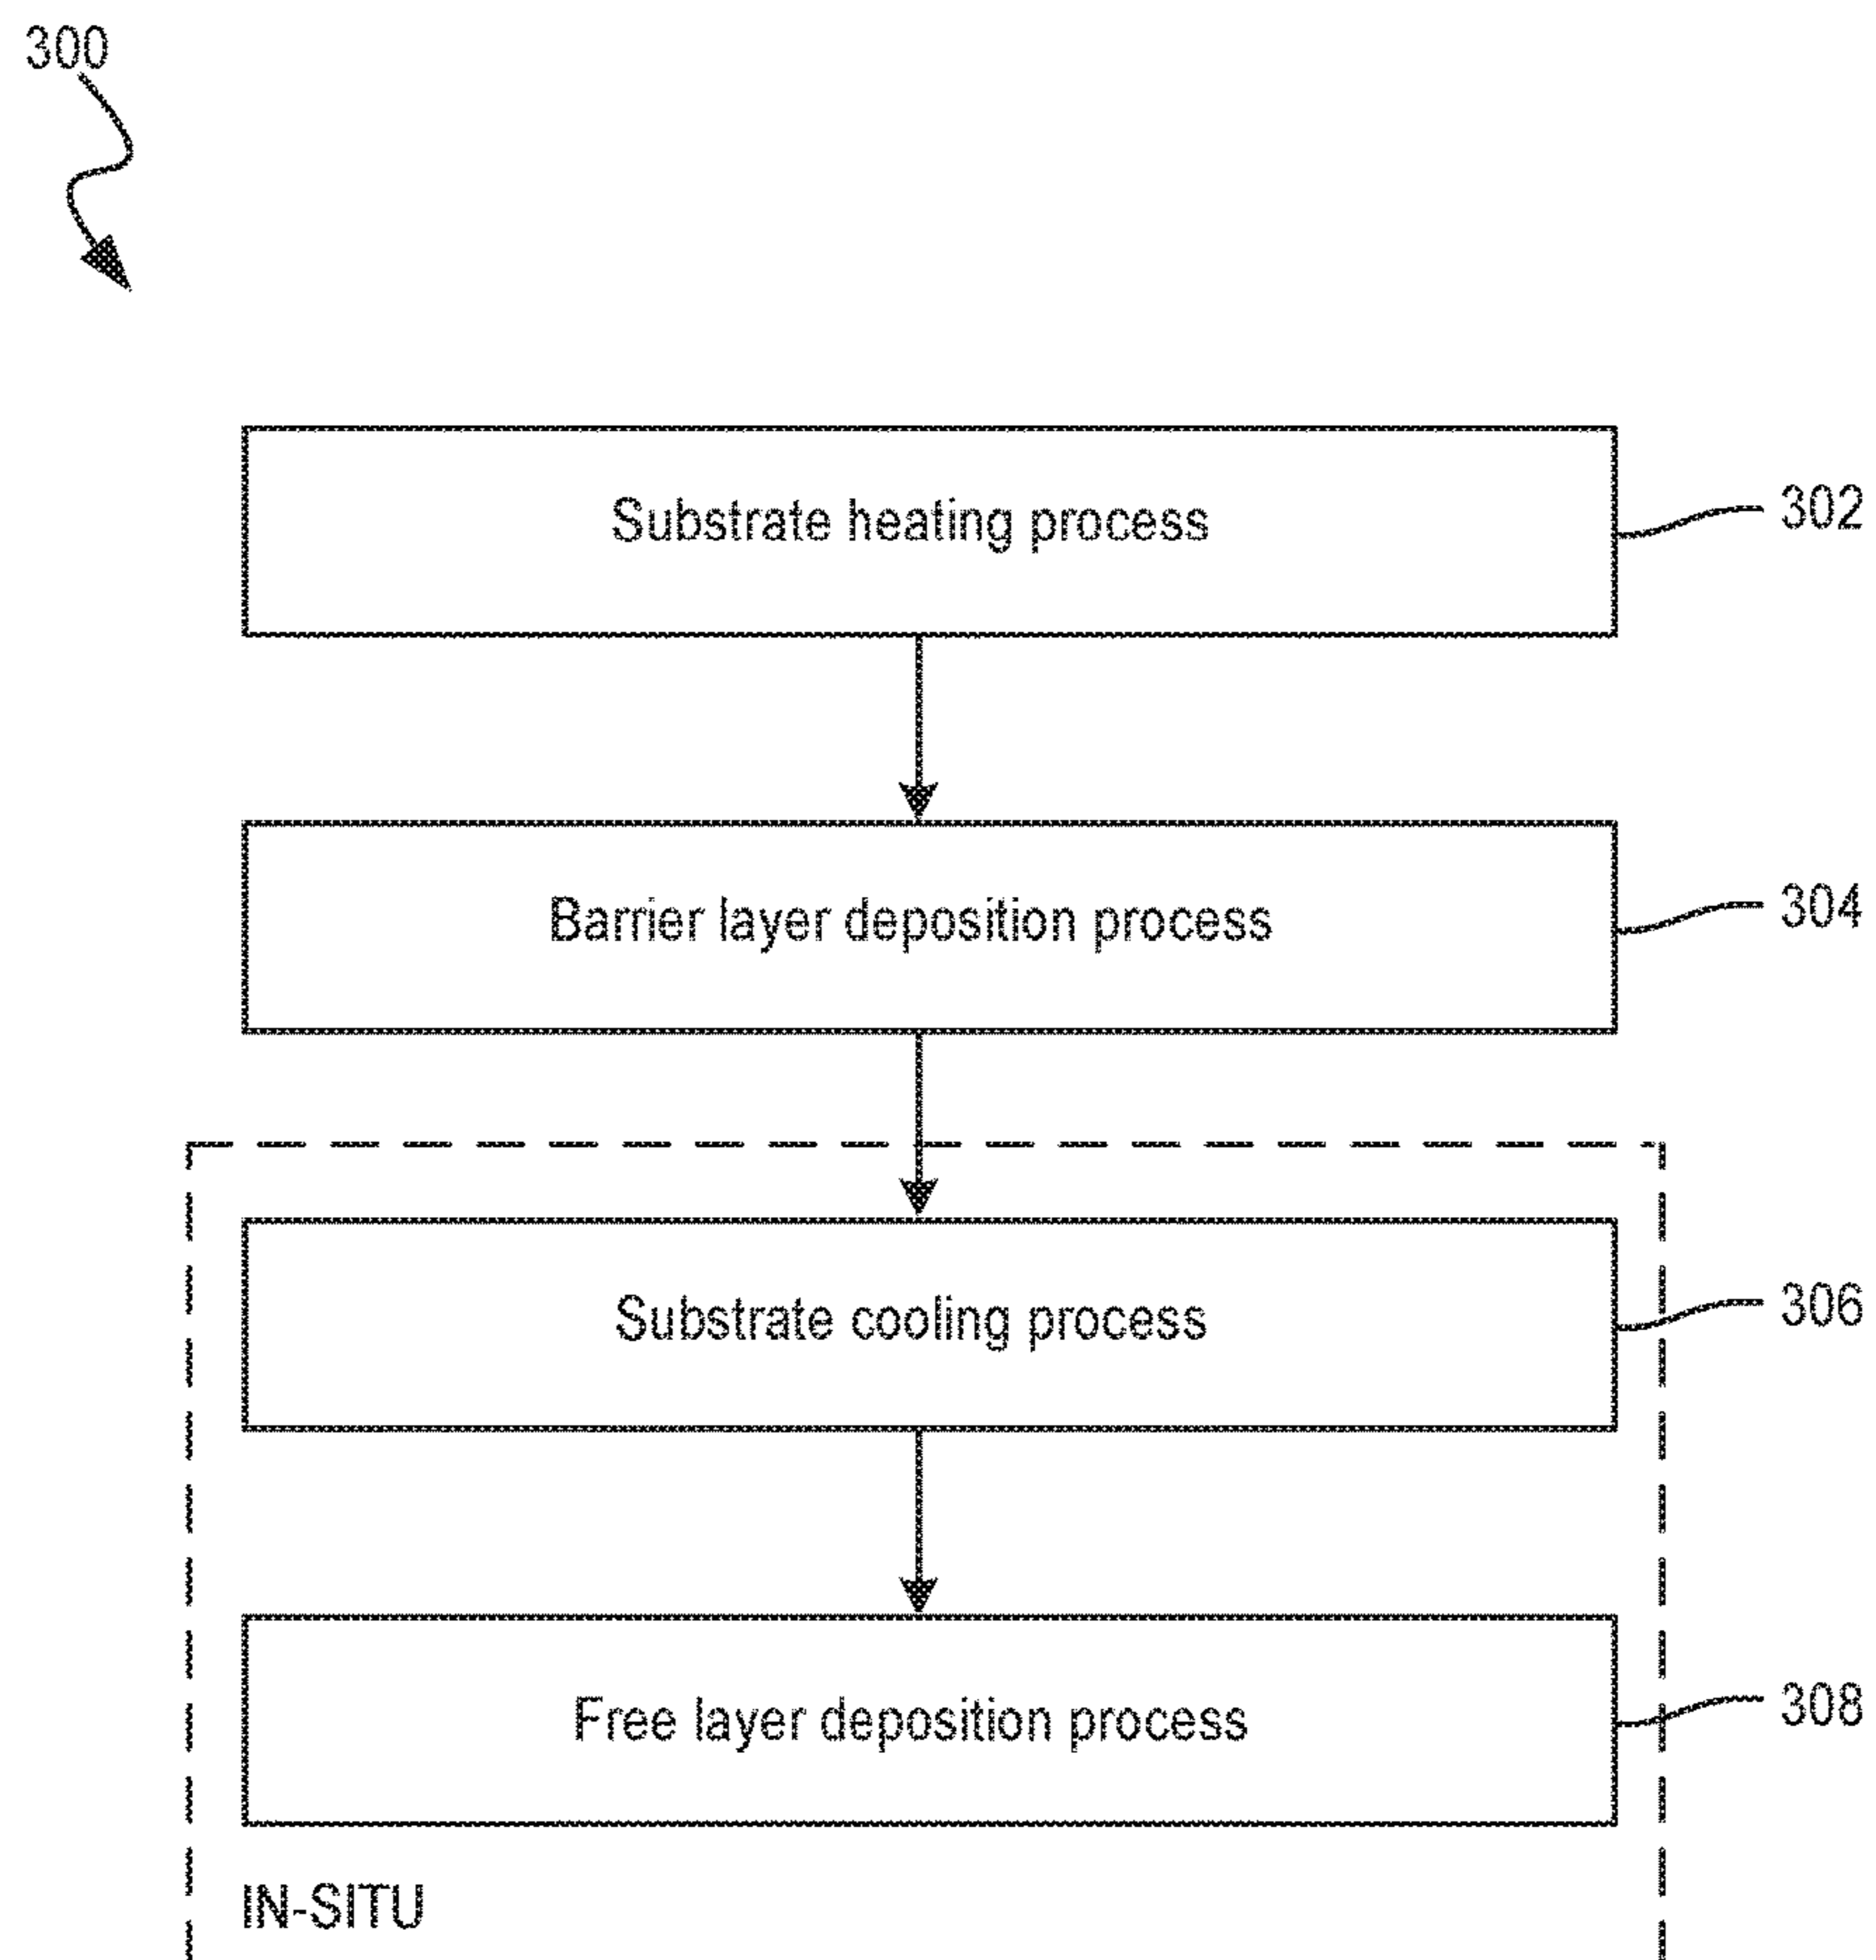 300
Substrate heating process
302
Barrier layer deposition process
304
Substrate cooling process
306
Free layer deposition process
308
IN-SITU